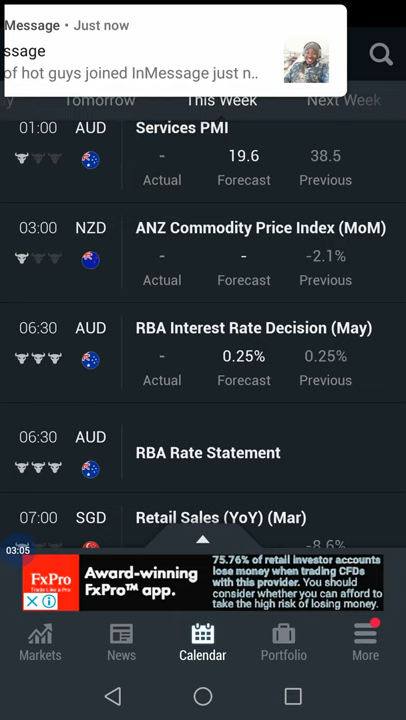 Message • Just now
ssage
of hot guys joined InMessage just n..
Tomorrow
This Week
Next Week
01:00 AUD Services PMI
- 19.6 38.5
Actual Forecast Previous
03:00 NZD ANZ Commodity Price Index (MoM)
- - -2.1%
Actual Forecast Previous
06:30 AUD RBA Interest Rate Decision (May)
- 0.25% 0.25%
Actual Forecast Previous
06:30 AUD
RBA Rate Statement
07:00 SGD Retail Sales (YoY) (Mar)
-8.6%
03:05
FxPro
Trade Like a Pro
Award-winning
FxPro™ app.
75.76% of retail investor accounts
lose money when trading CFDs
with this provider. You should
consider whether you can afford to
take the high risk of losing money.
Markets News Calendar Portfolio More